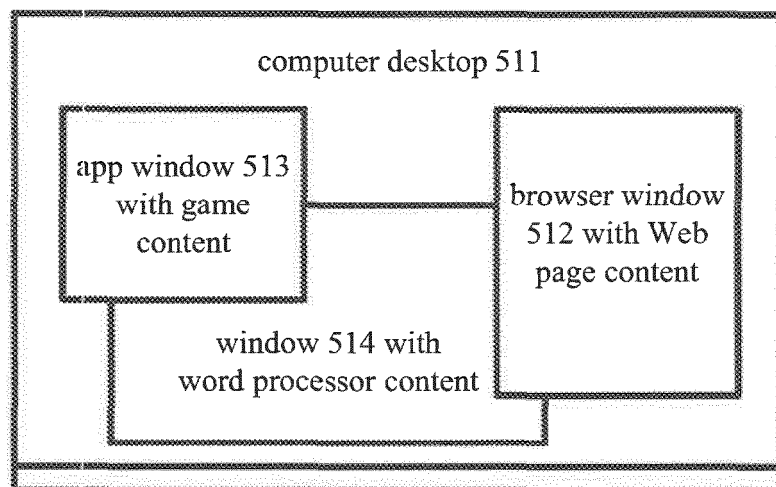 computer desktop 511
app window 513
with game
content
browser window
512 with Web
page content
window 514 with
word processor content